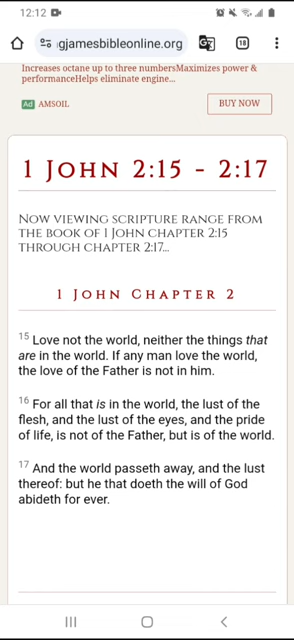 12:12
gjamesbibleonline.org
18
Increases octane up to three numbersMaximizes power &
performanceHelps eliminate engine...
Ad AMSOIL
BUY NOW
1 John 2:15 - 2:17
Now viewing scripture range from
the book of 1 John chapter 2:15
through chapter 2:17...
1 John Chapter 2
15 Love not the world, neither the things that
are in the world. If any man love the world,
the love of the Father is not in him.
16 For all that is in the world, the lust of the
flesh, and the lust of the eyes, and the pride
of life, is not of the Father, but is of the world.
17 And the world passeth away, and the lust
thereof: but he that doeth the will of God
abideth for ever.